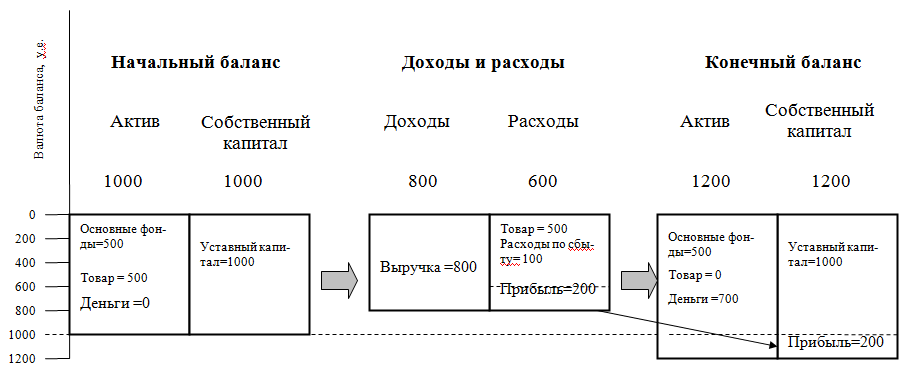 Валюта баланса, у.е.
Начальный баланс
Доходы и расходы
Конечный баланс
Актив
Собственный
капитал
Доходы
Расходы
Актив
Собственный
капитал
1000
1000
800
600
1200
1200
0
200
400
600
800
1000
1200
Основные фон-
ды=500
Товар = 500
Деньги =0
Уставный капи-
тал=1000
Выручка =800
Товар = 500
Расходы по сбы-
ту= 100
Прибыль=200
Основные фон-
ды=500
Товар = 0
Деньги =700
Уставный капи-
тал=1000
Прибыль=200